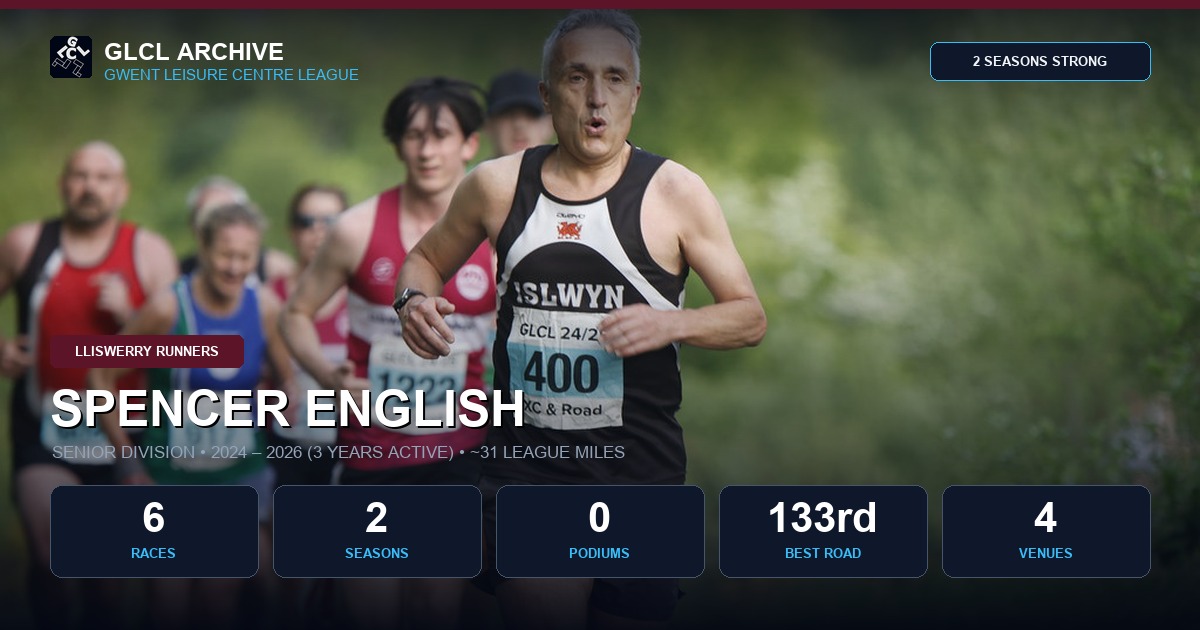 GLCL ARCHIVE
GWENT LEISURE CENTRE LEAGUE
2 SEASONS STRONG
ISLWYN
GLCL 24/2
400
XC & Road
1223
LLISWERRY RUNNERS
SPENCER ENGLISH
SENIOR DIVISION • 2024 – 2026 (3 YEARS ACTIVE) • ~31 LEAGUE MILES
6
RACES
2
SEASONS
0
PODIUMS
133rd
BEST ROAD
4
VENUES